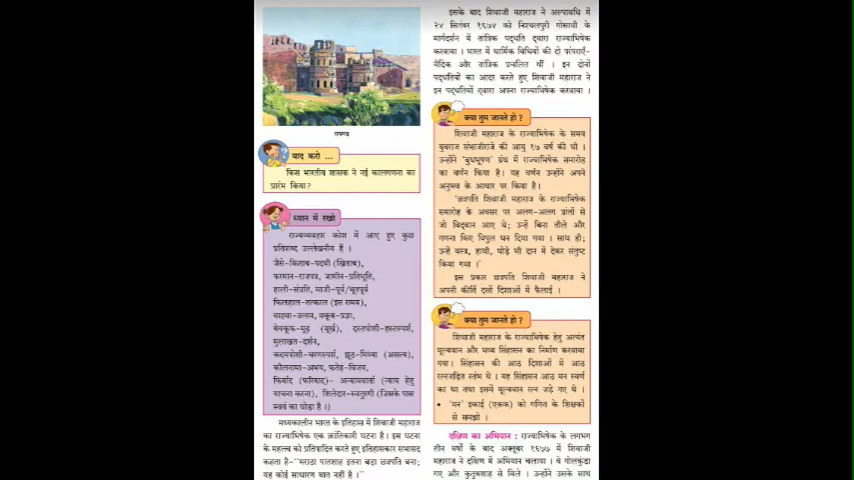 रायगढ़
याद करो ...
किस भारतीय शासक ने नई कालगणना का
प्रारंभ किया?
ध्यान में रखो
राज्यव्यवहार कोश में आए हुए कुछ
प्रतिशब्द उल्लेखनीय हैं ।
जैसे-किताब-पदवी (खिताब),
फरमान-राजपत्र, जामीन-प्रतिभूति,
हाली-संप्रति, माजी-पूर्व/भूतपूर्व
फिलहाल-तत्काल (इस समय),
वाहवा-उत्तम, वकूब-प्रज्ञा,
बेवकूफ-मूढ़ (मूर्ख), दस्तपोशी-हस्तस्पर्श,
मुलाखत-दर्शन,
कदमपोशी-चरणस्पर्श, झूठ-मिथ्या (असत्य),
कौलनामा-अभय, फतेह-विजय,
फिर्याद (फरियाद)- अन्यायवार्ता (न्याय हेतु
याचना करना), शिलेदार-स्वतुरगी (जिसके पास
स्वयं का घोड़ा है ।)
मध्यकालीन भारत के इतिहास में शिवाजी महाराज
का राज्याभिषेक एक क्रांतिकारी घटना है । इस घटना
के महत्त्व को प्रतिपादित करते हुए इतिहासकार सभासद
कहता है-''मराठा पातशाह इतना बड़ा छत्रपति बना;
यह कोई साधारण बात नहीं है ।''
इसके बाद शिवाजी महाराज ने अल्पावधि में
२४ सितंबर १६७४ को निश्चलपुरी गोसावी के
मार्गदर्शन में तांत्रिक पद्धति द्वारा राज्याभिषेक
करवाया । भारत में धार्मिक विधियों की दो परंपराएँ-
वैदिक और तांत्रिक प्रचलित थीं । इन दोनों
पद्धतियों का आदर करते हुए शिवाजी महाराज ने
इन पद्धतियों द्वारा अपना राज्याभिषेक करवाया ।
क्या तुम जानते हो ?
शिवाजी महाराज के राज्याभिषेक के समय
युवराज संभाजीराजे की आयु १७ वर्ष की थी ।
उन्होंने 'बुधभूषण' ग्रंथ में राज्याभिषेक समारोह
का वर्णन किया है। यह वर्णन उन्होंने अपने
अनुभव के आधार पर किया है।
'छत्रपति शिवाजी महाराज के राज्याभिषेक
समारोह के अवसर पर अलग-अलग प्रांतों से
जो विद्वान आए थे; उन्हें बिना तौले और
गणना किए विपुल धन दिया गया । साथ ही;
उन्हें वस्त्र, हाथी, घोड़े भी दान में देकर संतुष्ट
किया गया ।'
इस प्रकार छत्रपति शिवाजी महाराज ने
अपनी कीर्ति दसों दिशाओं में फैलाई ।
क्या तुम जानते हो ?
शिवाजी महाराज के राज्याभिषेक हेतु अत्यंत
मूल्यवान और भव्य सिंहासन का निर्माण करवाया
गया। सिंहासन की आठ दिशाओं में आठ
रत्नजड़ित स्तंभ थे । यह सिंहासन आठ मन स्वर्ण
का था तथा इसमें मूल्यवान रत्न जड़े गए थे ।
• 'मन' इकाई (एकक) को गणित के शिक्षकों
से समझो ।
दक्षिण का अभियान : राज्याभिषेक के लगभग
तीन वर्षों के बाद अक्तूबर १६७७ में शिवाजी
महाराज ने दक्षिण में अभियान चलाया । वे गोलकुंडा
गए और कुतुबशाह से मिले । उन्होंने उसके साथ